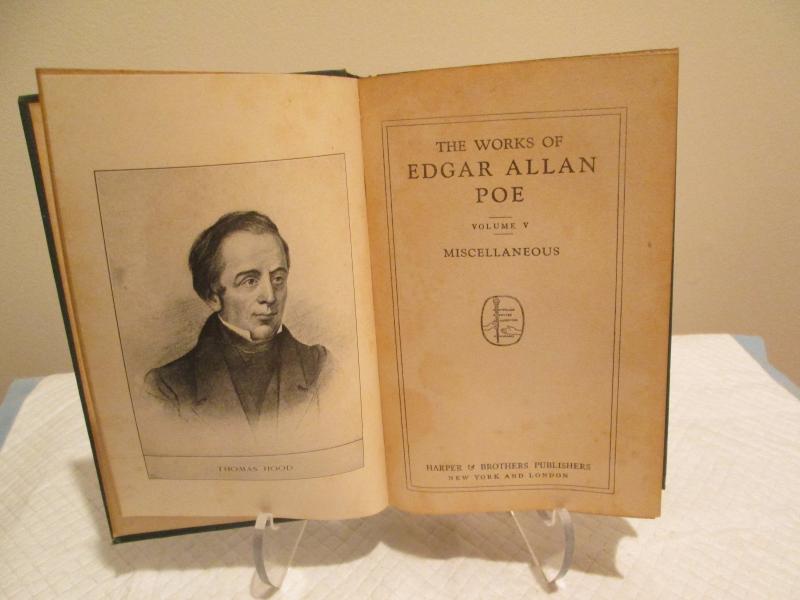 THOMAS HOOD
THE WORKS OF
EDGAR ALLAN
POE
VOLUME V
MISCELLANEOUS
HARPER & BROTHERS PUBLISHERS
NEW YORK AND LONDON